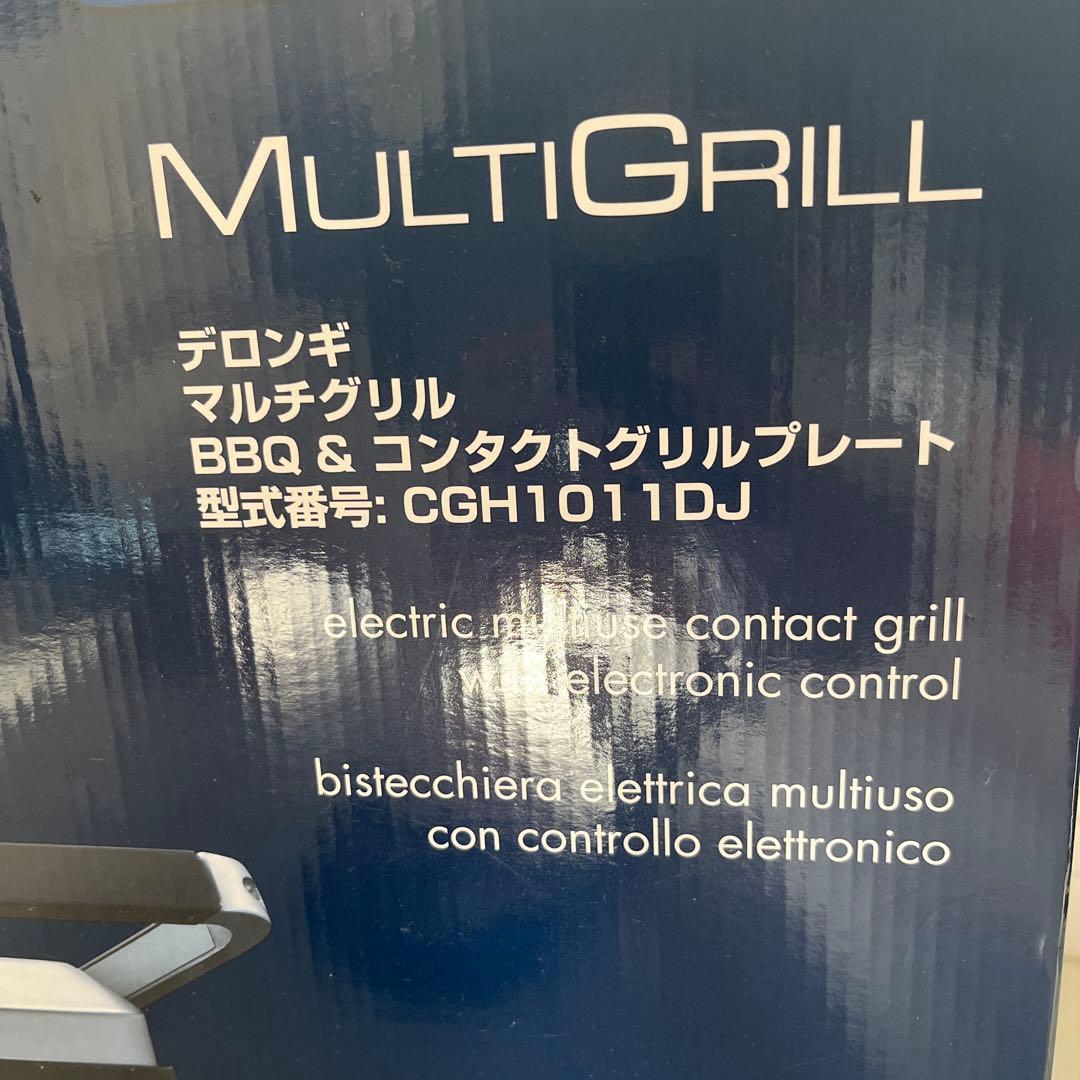 MULTIGRILL
デロンギ
マルチグリル
BBQ & コンタクトグリルプレート
型式番号: CGH1011DJ
electric multiuse contact grill
with electronic control
bistecchiera elettrica multiuso
con controllo elettronico